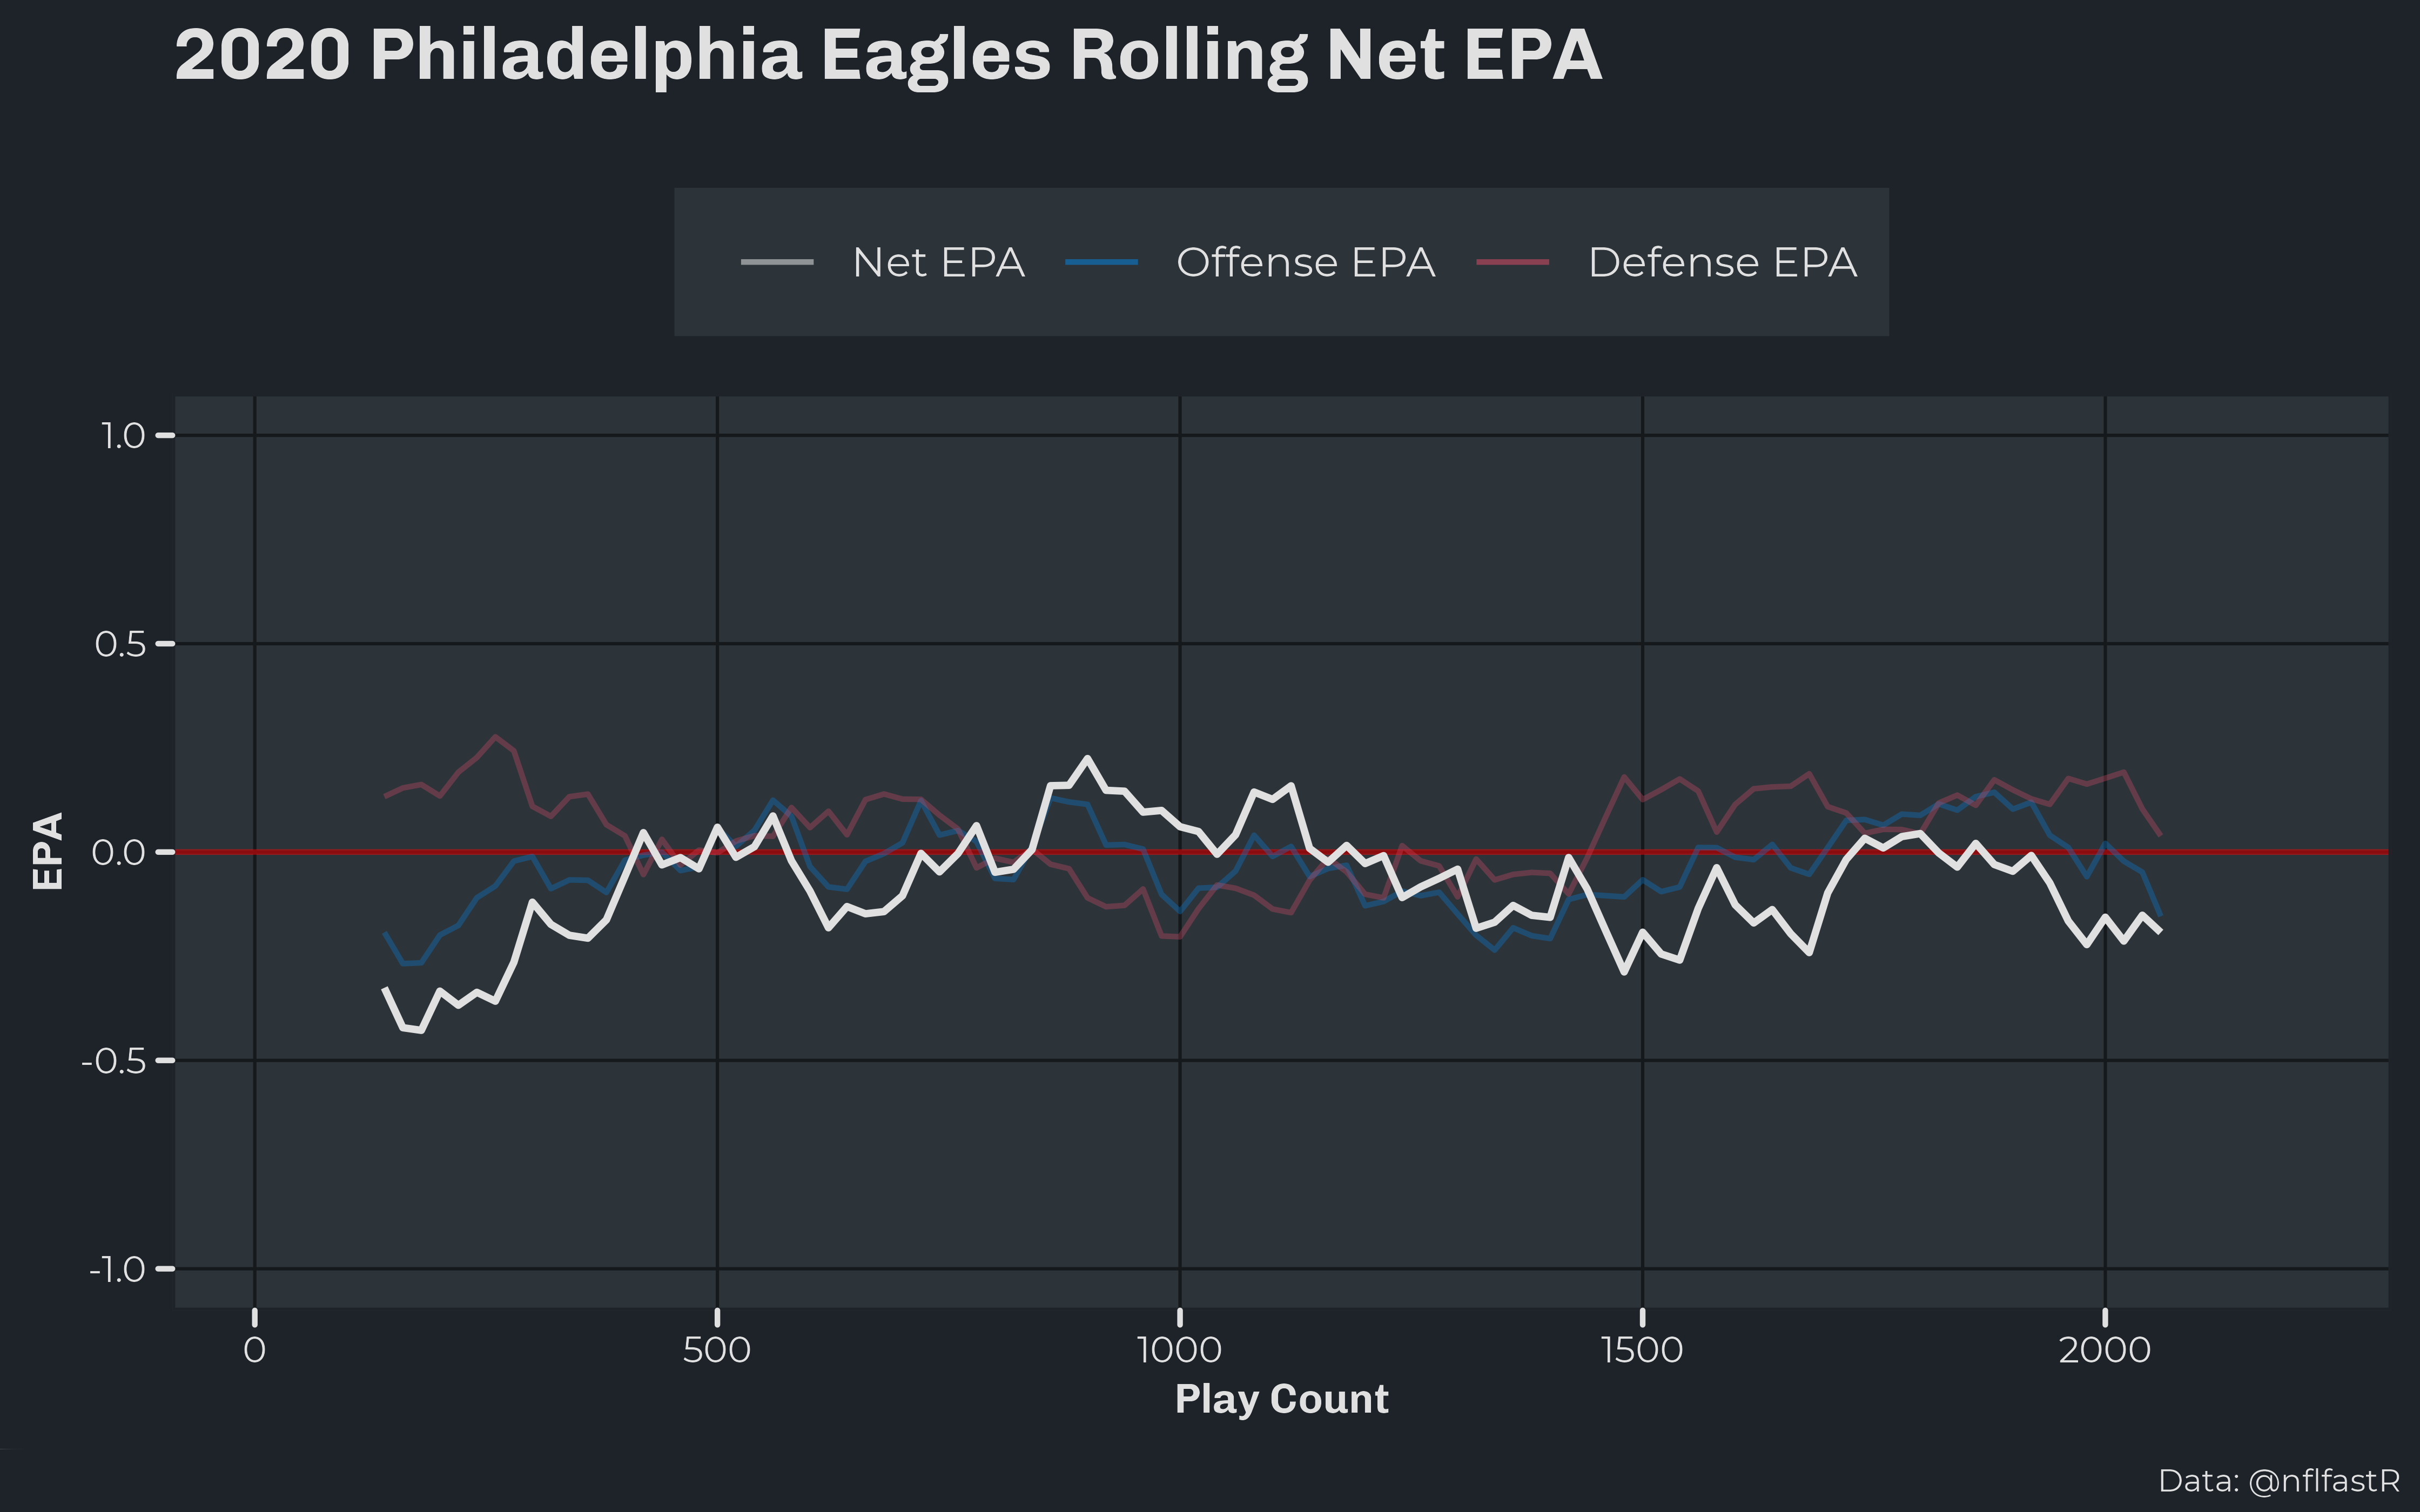 2020 Philadelphia Eagles Rolling Net EPA
Net EPA Offense EPA Defense EPA
1.0
0.5
0.0
-0.5
-1.0
EPA
0 500 1000 1500 2000
Play Count
Data: @nflfastR